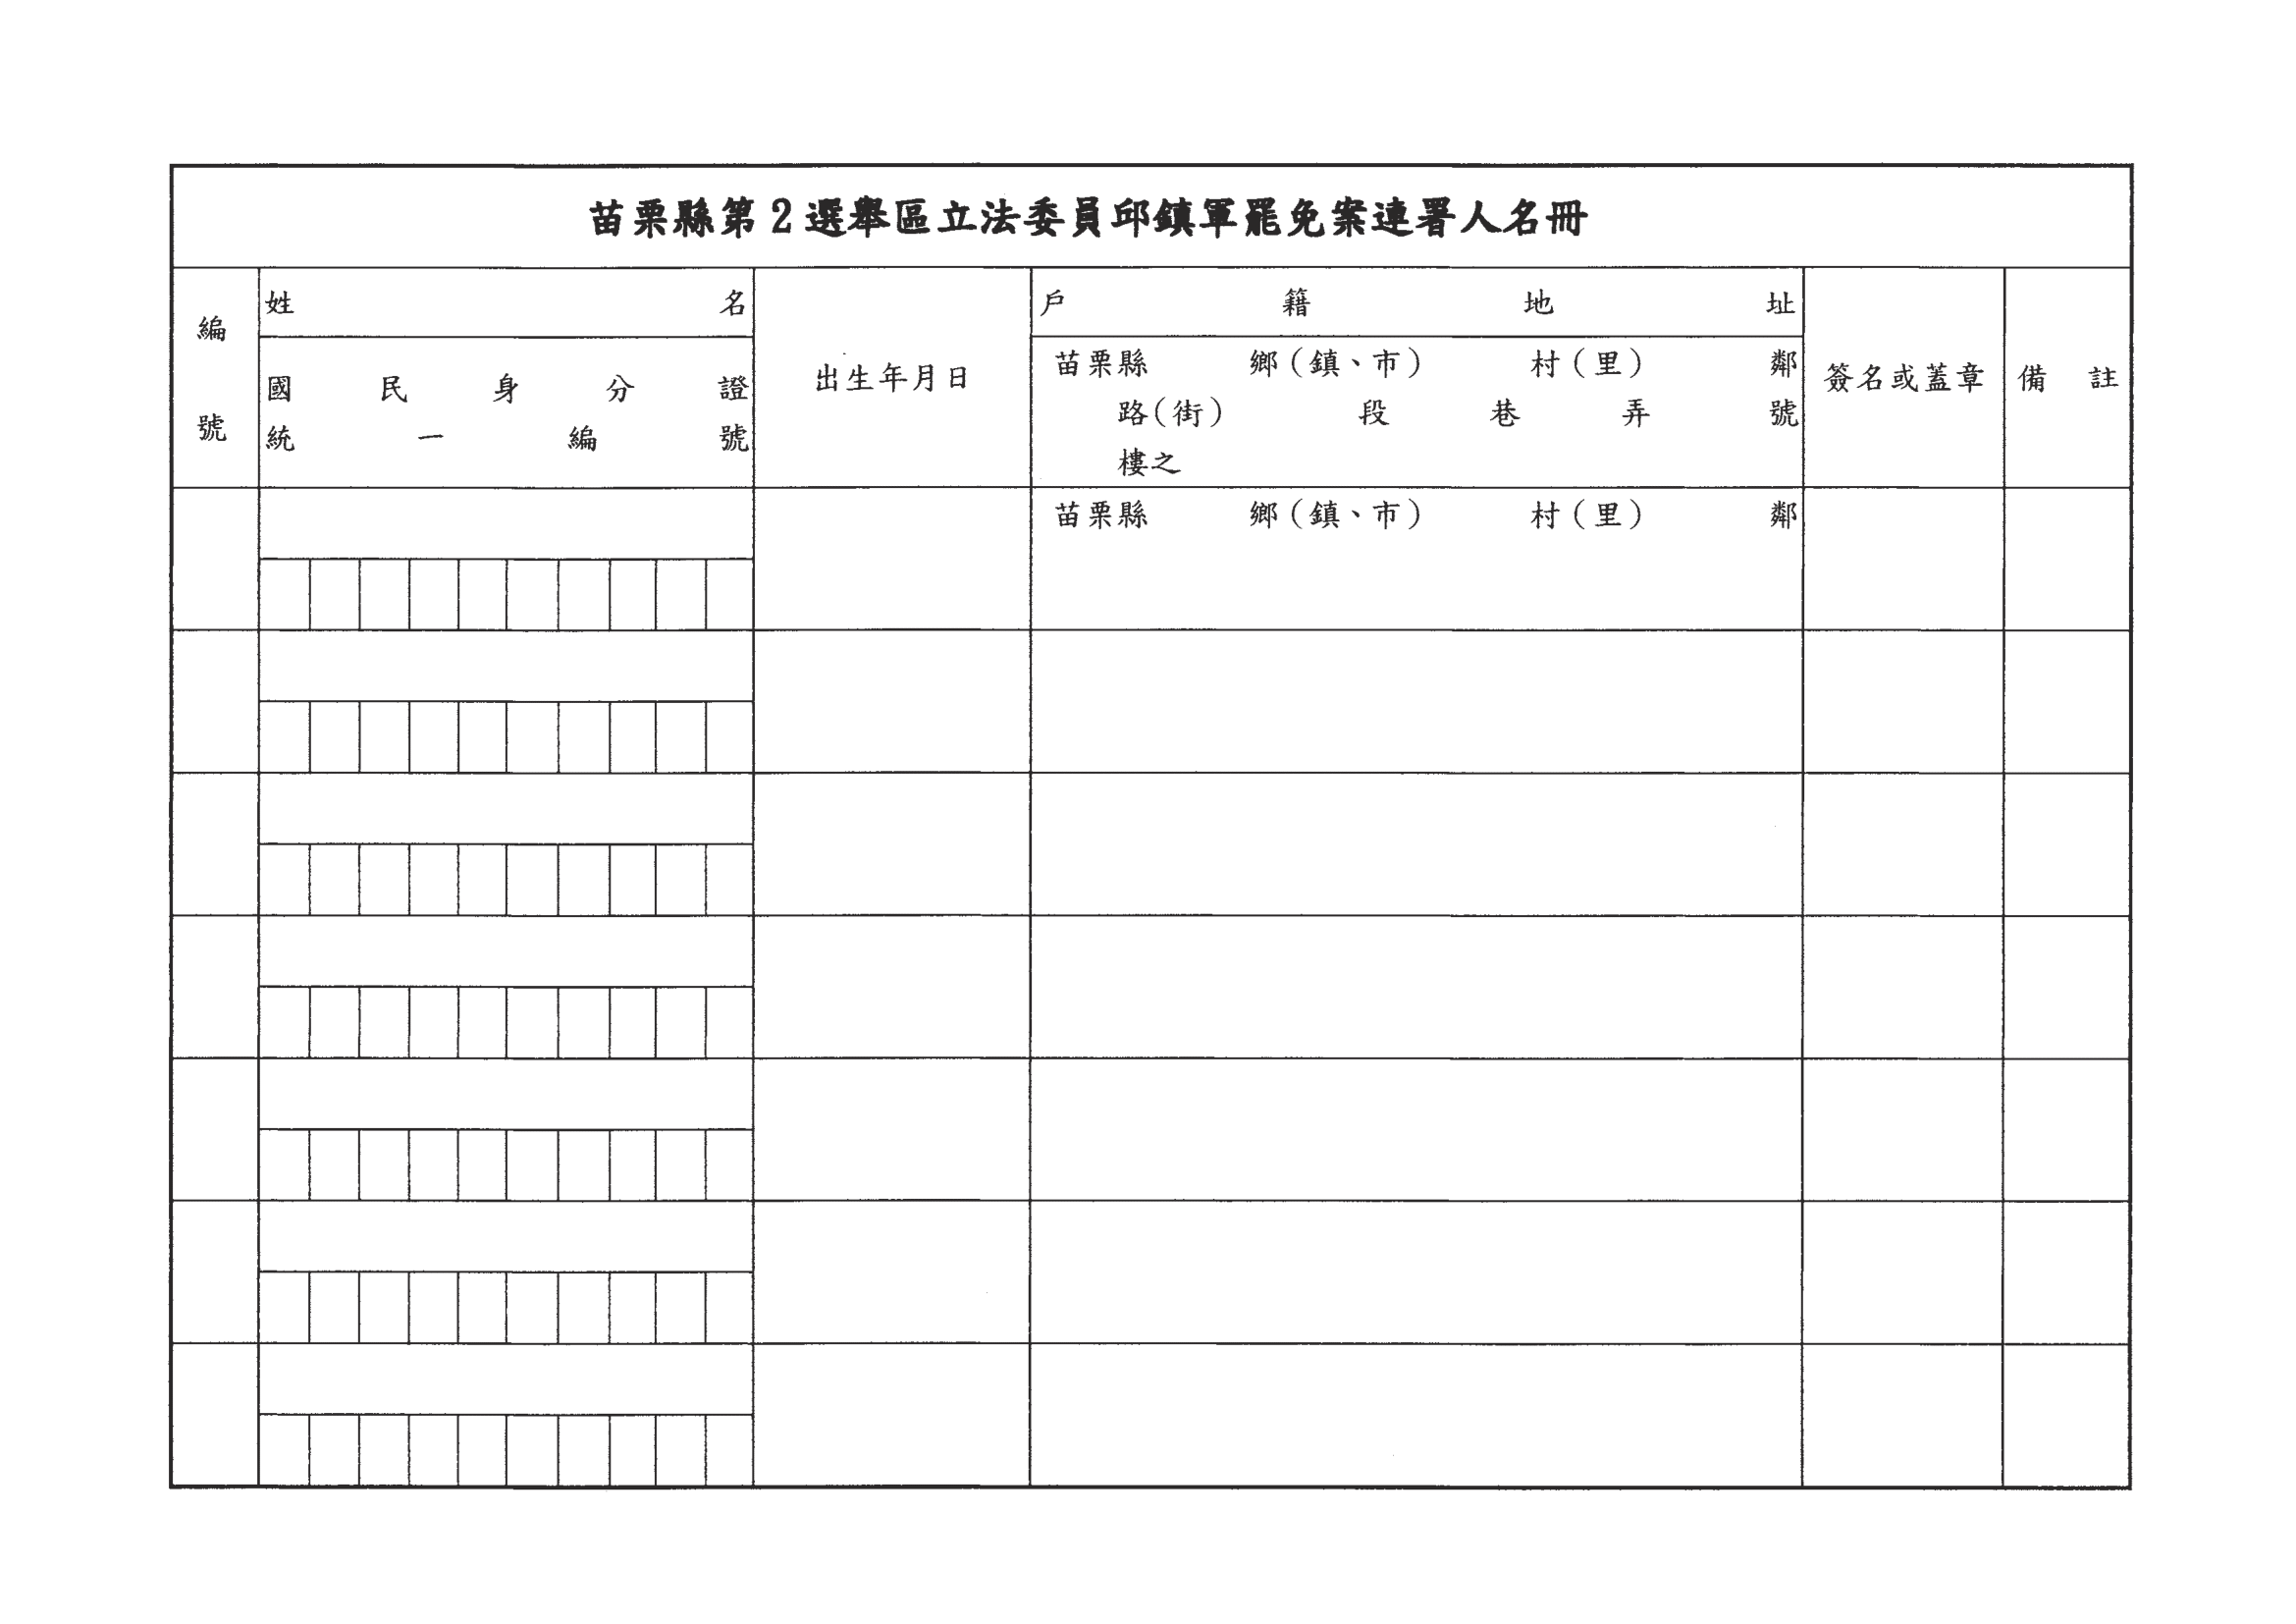 苗栗縣第2選舉區立法委員邱鎮軍罷免案連署人名冊
編號
姓名
國民身分證
統一編號
出生年月日
戶籍地址
苗栗縣 鄉（鎮、市） 村（里） 鄰
路(街） 段 巷 弄 號
樓之
簽名或蓋章
備註
苗栗縣 鄉（鎮、市） 村（里） 鄰